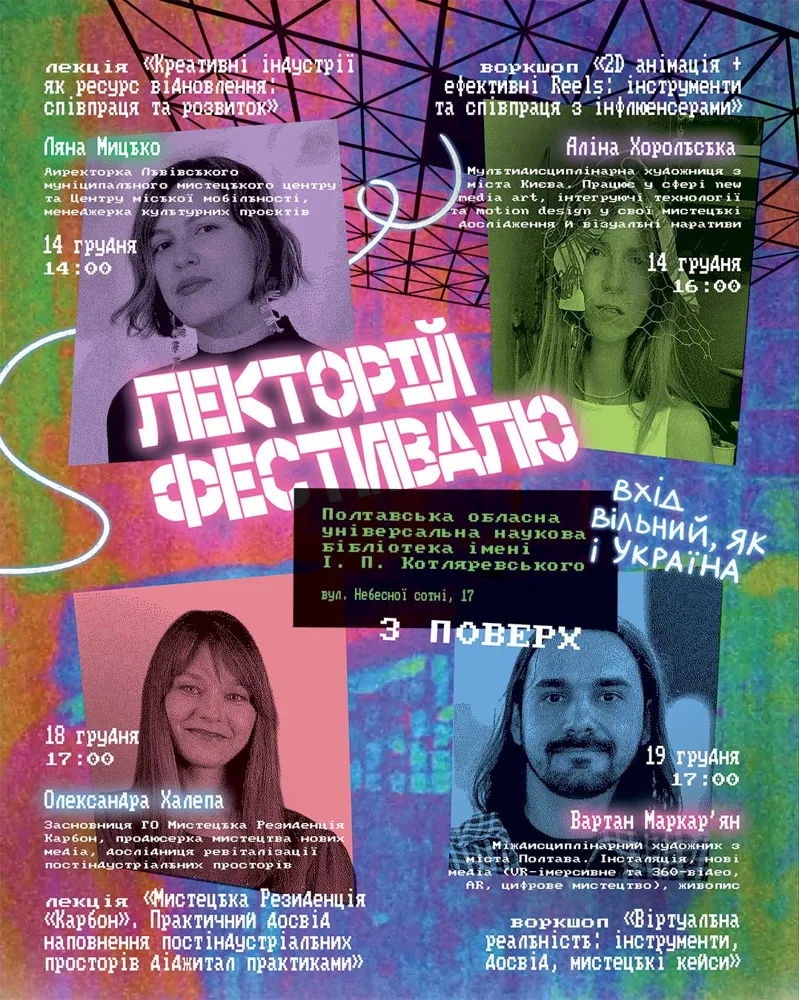 лекція «Креативні індустрії
як ресурс відновлення:
співпраця та розвиток»
Ляна Мицько
Директорка Львівського
муніципального мистецького центру
та Центру міської мобільності,
менеджерка культурних проєктів
14 грудня
14:00
воркшоп «2D анімація +
ефективні Reels: інструменти
та співпраця з інфлюенсерами»
Аліна Хорольська
Мультидисциплінарна художниця з
міста Києва. Працює у сфері new
media art, інтегруючі технології
та motion design у свої мистецькі
дослідження й візуальні наративи
14 грудня
16:00
ЛЕКТОРІЙ
ФЕСТИВАЛЮ
Полтавська обласна
універсальна наукова
бібліотека імені
І. П. Котляревського
вул. Небесної сотні, 17
3 ПОВЕРХ
ВХІД
ВІЛЬНИЙ, ЯК
І УКРАЇНА
18 грудня
17:00
Олександра Халепа
Засновниця ГО Мистецька Резиденція
Карбон, продюсерка мистецтва нових
медіа, дослідниця ревіталізації
постіндустріальних просторів
лекція «Мистецька Резиденція
«Карбон». Практичний досвід
наповнення постіндустріальних
просторів діджитал практиками»
19 грудня
17:00
Вартан Маркар’ян
Міждисциплінарний художник з
міста Полтава. Інсталяція, нові
медіа (VR-імерсивне та 360-відео,
AR, цифрове мистецтво), живопис
воркшоп «Віртуальна
реальність: інструменти,
досвід, мистецькі кейси»